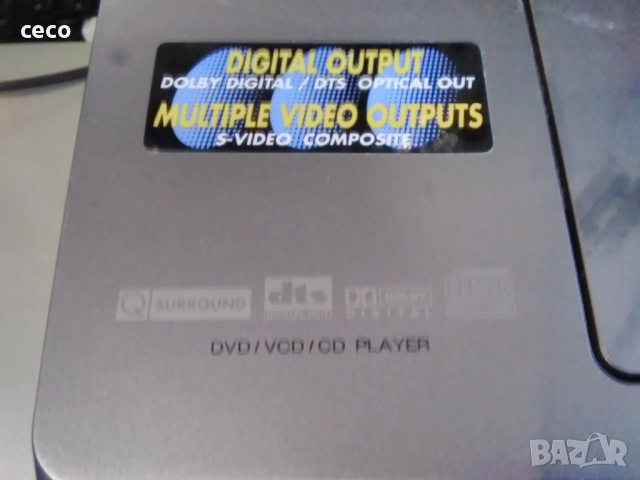 ceco
DIGITAL OUTPUT
DOLBY DIGITAL / DTS OPTICAL OUT
MULTIPLE VIDEO OUTPUTS
S-VIDEO COMPOSITE
Q SURROUND
dts
DOLBY
DIGITAL
DVD/VCD/CD PLAYER
BAZAR